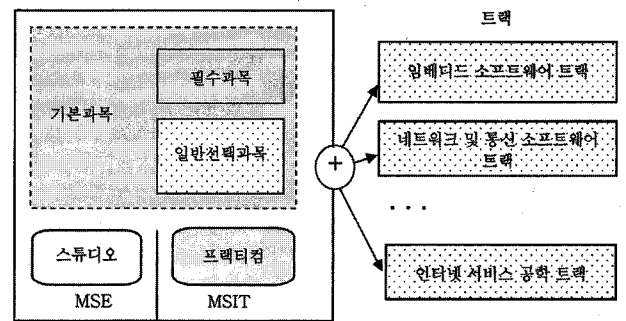 트랙
필수과목
기본과목
일반선택과목
스튜디오
프랙티컴
MSE
MSIT
+
임베디드 소프트웨어 트랙
네트워크 및 통신 소프트웨어
트랙
...
인터넷 서비스 공학 트랙